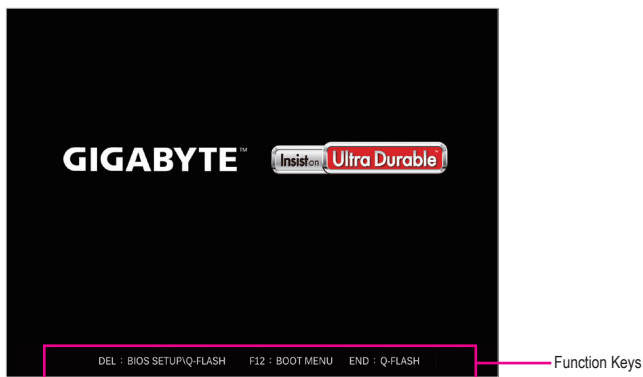 GIGABYTE™ Insist on Ultra Durable™
DEL : BIOS SETUP\Q-FLASH F12 : BOOT MENU END : Q-FLASH
Function Keys